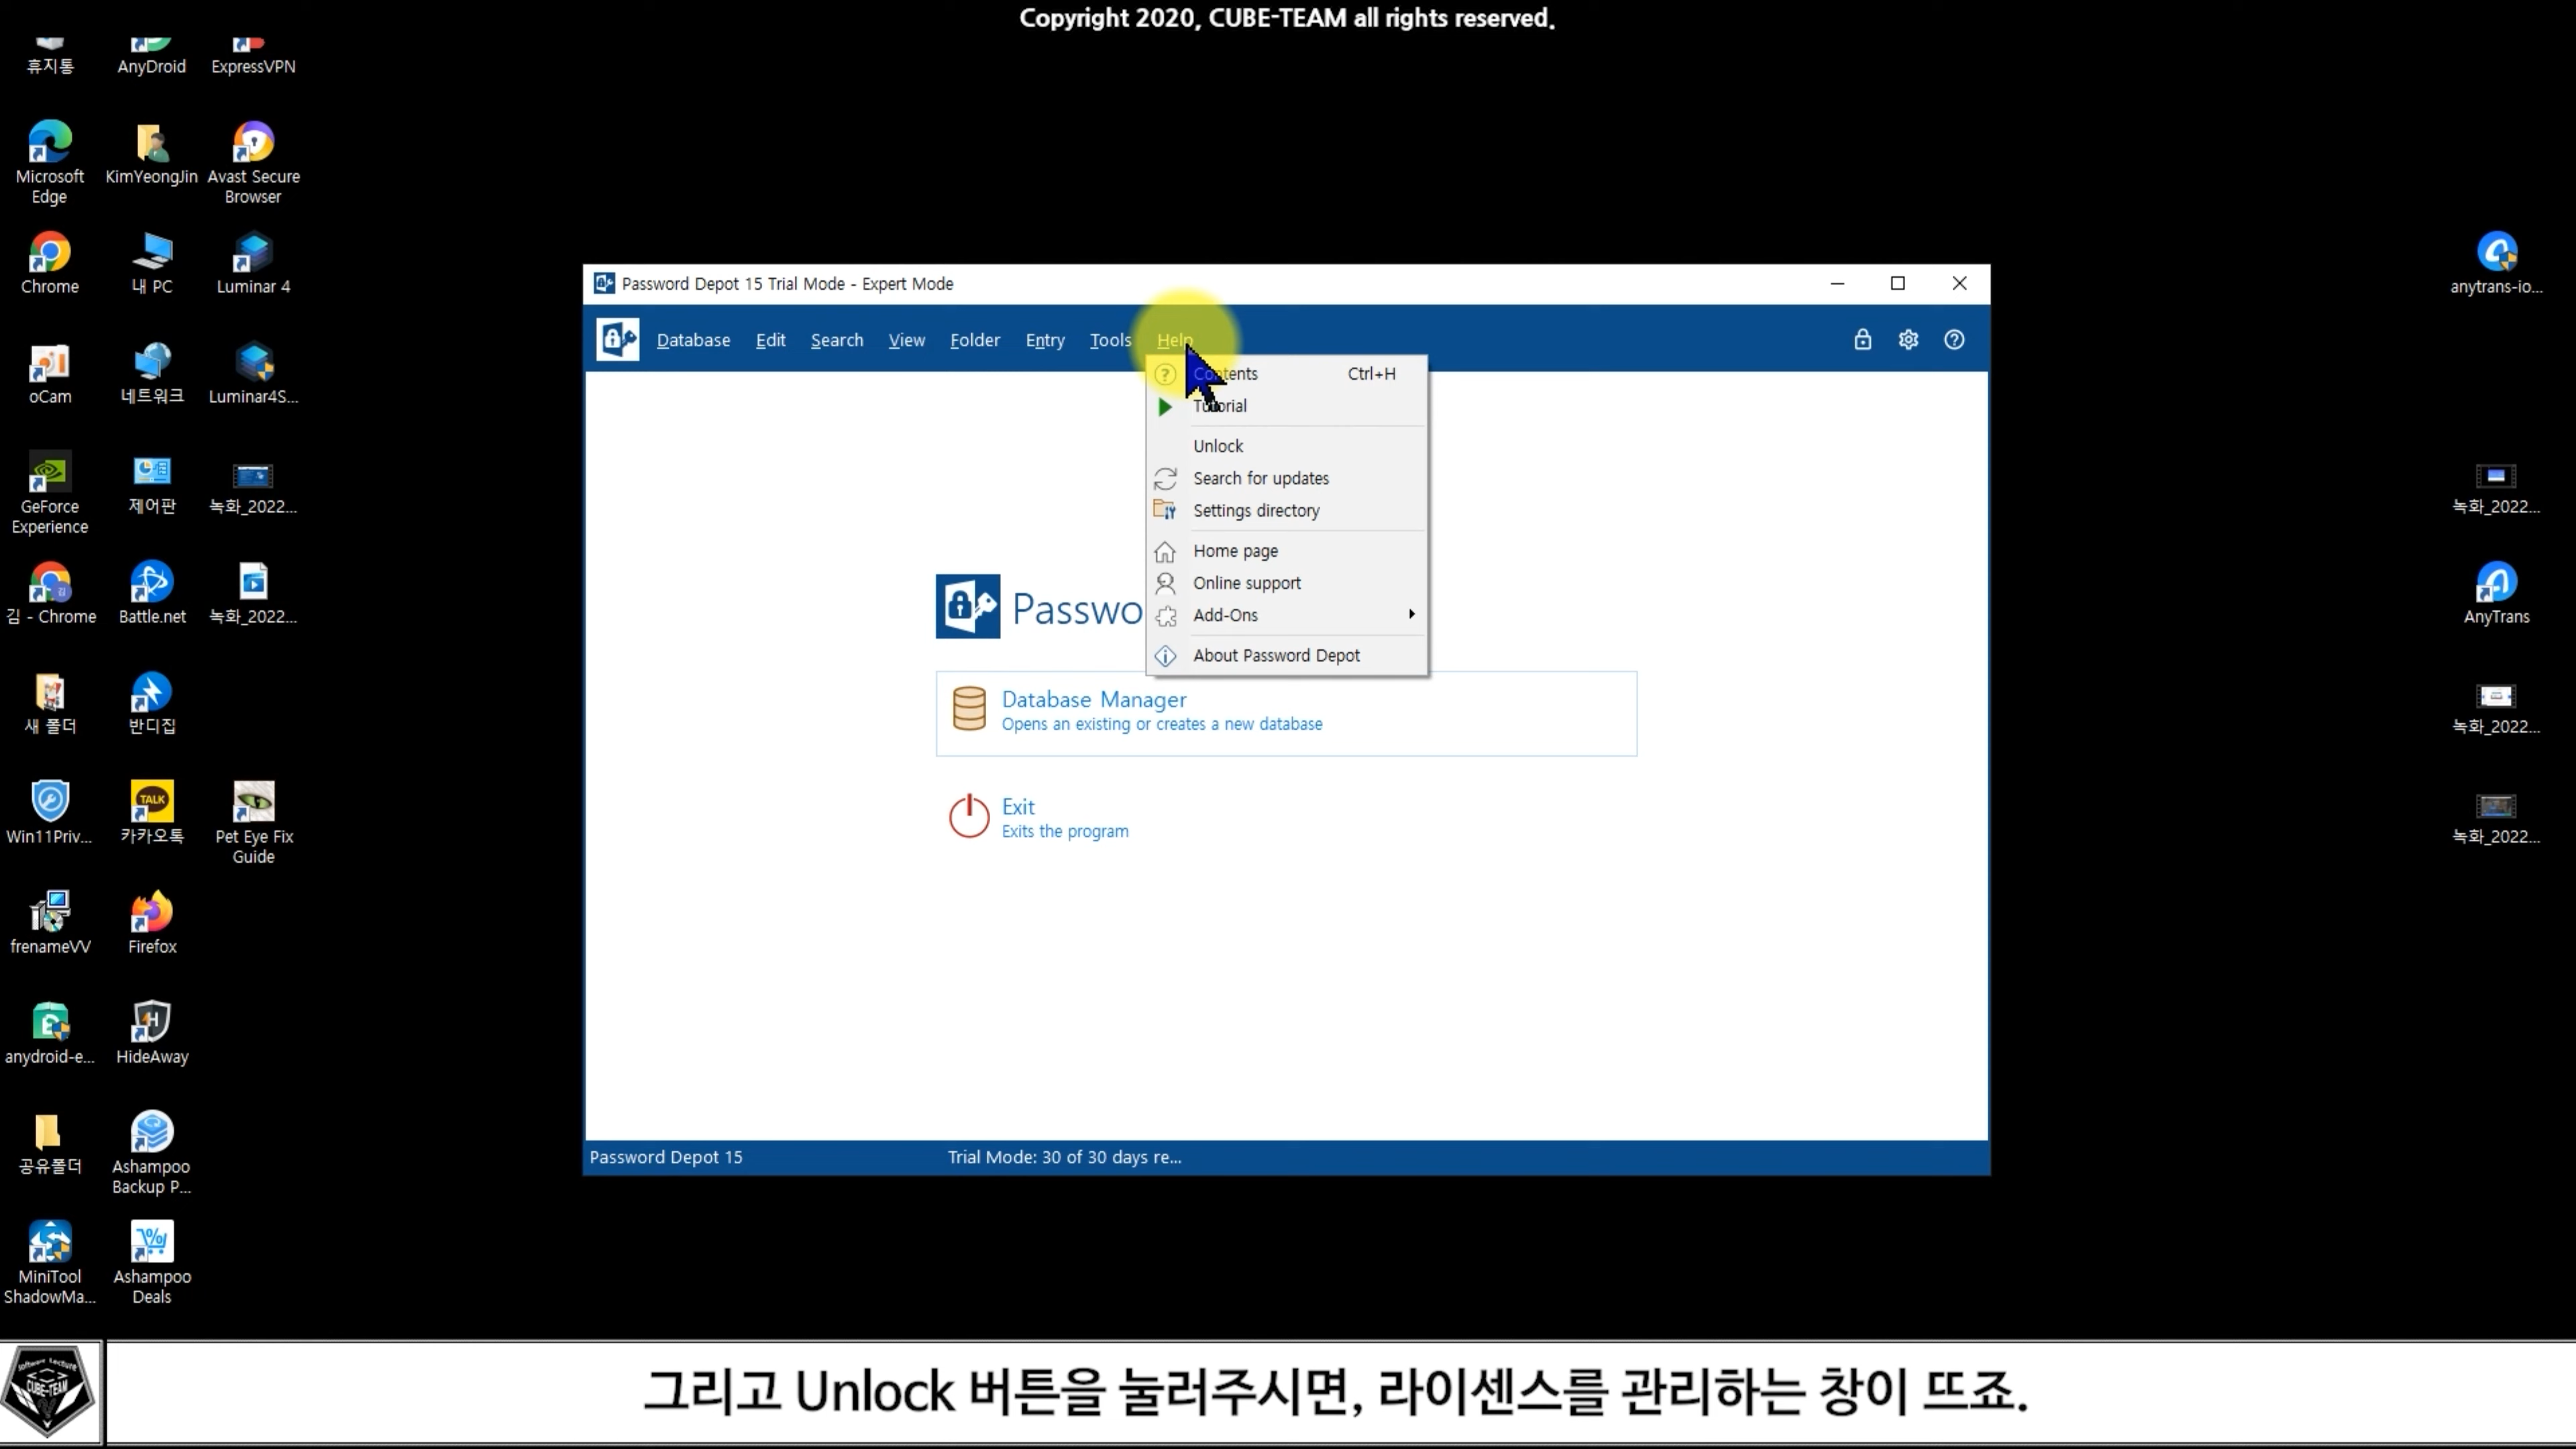 Copyright 2020, CUBE-TEAM all rights reserved.
휴지통
AnyDroid
ExpressVPN
Microsoft
Edge
KimYeongJin
Avast Secure
Browser
Chrome
내 PC
Luminar 4
oCam
네트워크
Luminar4S...
GeForce
Experience
제어판
녹화_2022...
김 - Chrome
Battle.net
녹화_2022...
새 폴더
반디집
Win11Priv...
TALK
카카오톡
Pet Eye Fix
Guide
frenameVV
Firefox
anydroid-e...
HideAway
공유폴더
Ashampoo
Backup P...
MiniTool
ShadowMa...
Ashampoo
Deals
Password Depot 15 Trial Mode - Expert Mode
Database Edit Search View Folder Entry Tools Help
Contents Ctrl+H
Tutorial
Unlock
Search for updates
Settings directory
Home page
Online support
Add-Ons
About Password Depot
Passwo
Database Manager
Opens an existing or creates a new database
Exit
Exits the program
Password Depot 15
Trial Mode: 30 of 30 days re...
anytrans-io...
녹화_2022...
AnyTrans
녹화_2022...
녹화_2022...
Software Lecture
CUBE-TEAM
그리고 Unlock 버튼을 눌러주시면, 라이센스를 관리하는 창이 뜨죠.